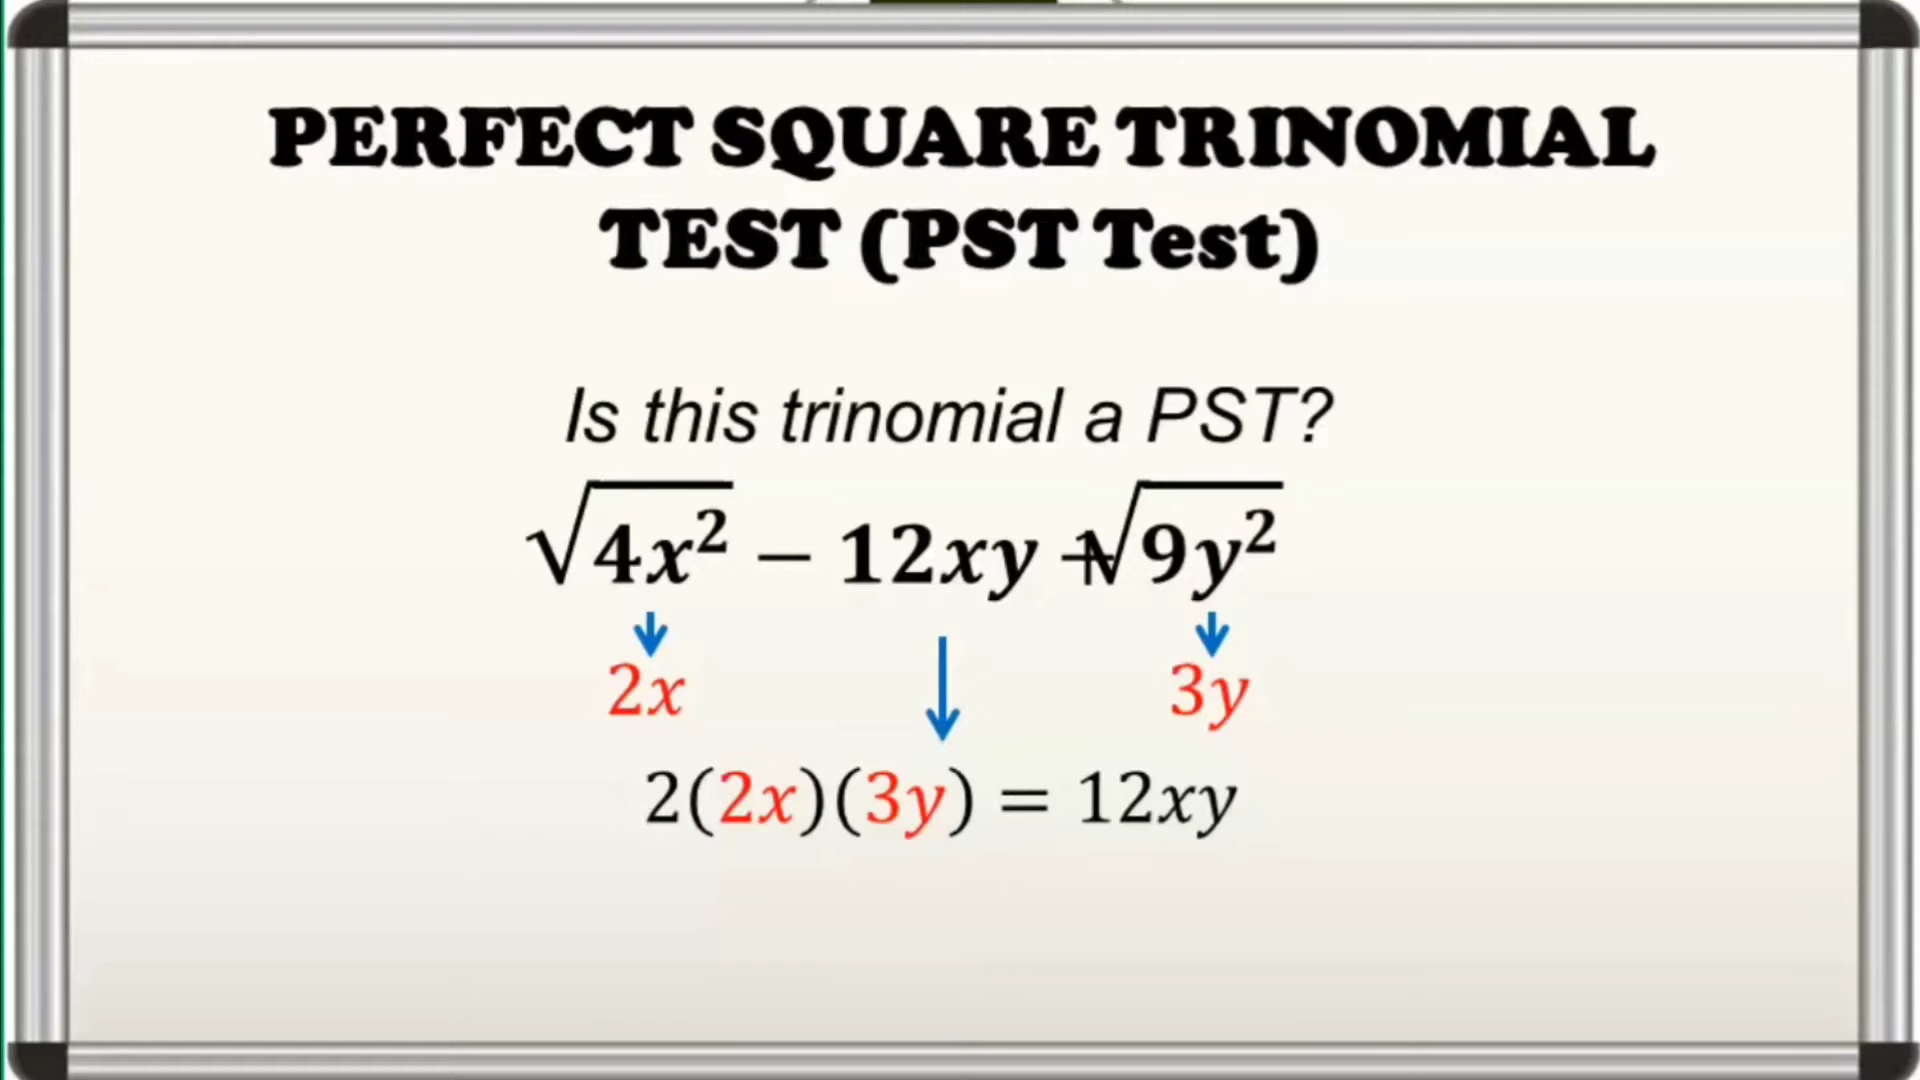 PERFECT SQUARE TRINOMIAL
TEST (PST Test)
Is this trinomial a PST?
√4x² − 12xy +√9y²
2x 3y
2(2x)(3y) = 12xy